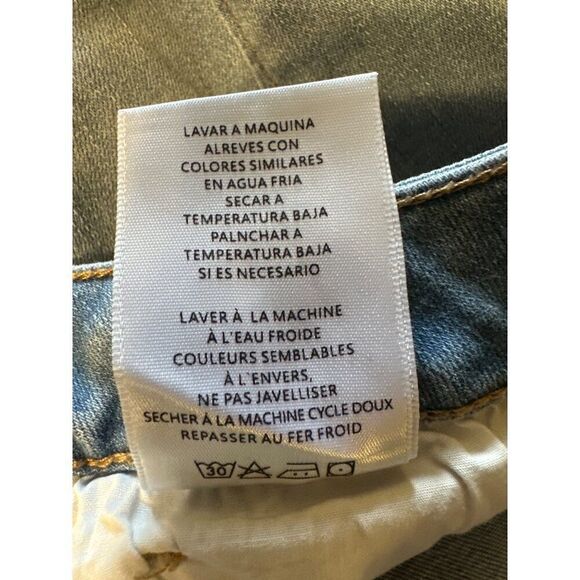 LAVAR A MAQUINA
ALREVES CON
COLORES SIMILARES
EN AGUA FRIA
SECAR A
TEMPERATURA BAJA
PALNCHAR A
TEMPERATURA BAJA
SI ES NECESARIO
LAVER À LA MACHINE
À L'EAU FROIDE
COULEURS SEMBLABLES
À L'ENVERS,
NE PAS JAVELLISER
SECHER À LA MACHINE CYCLE DOUX
REPASSER AU FER FROID
30